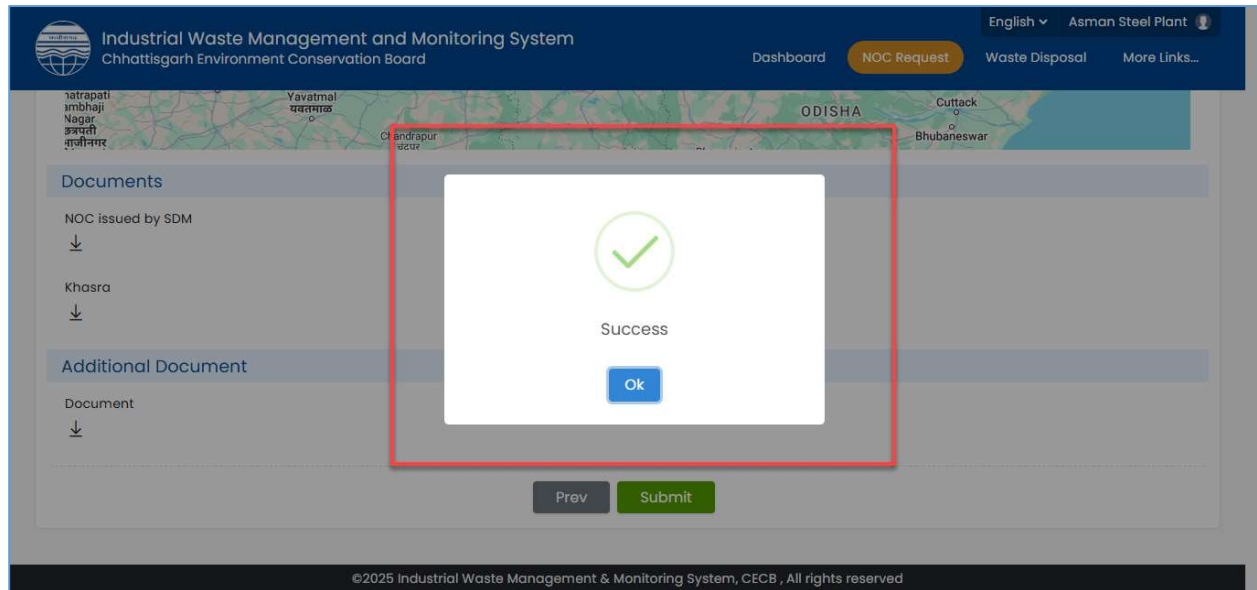 English
Asman Steel Plant
Industrial Waste Management and Monitoring System
Chhattisgarh Environment Conservation Board
Dashboard
NOC Request
Waste Disposal
More Links...
Yavatmal
यवतमाळ
Nagar
Chandrapur
ODISHA
Cuttack
Bhubaneswar
Documents
NOC issued by SDM
Khasra
Success
Ok
Additional Document
Document
Prev
Submit
©2025 Industrial Waste Management & Monitoring System, CECB , All rights reserved